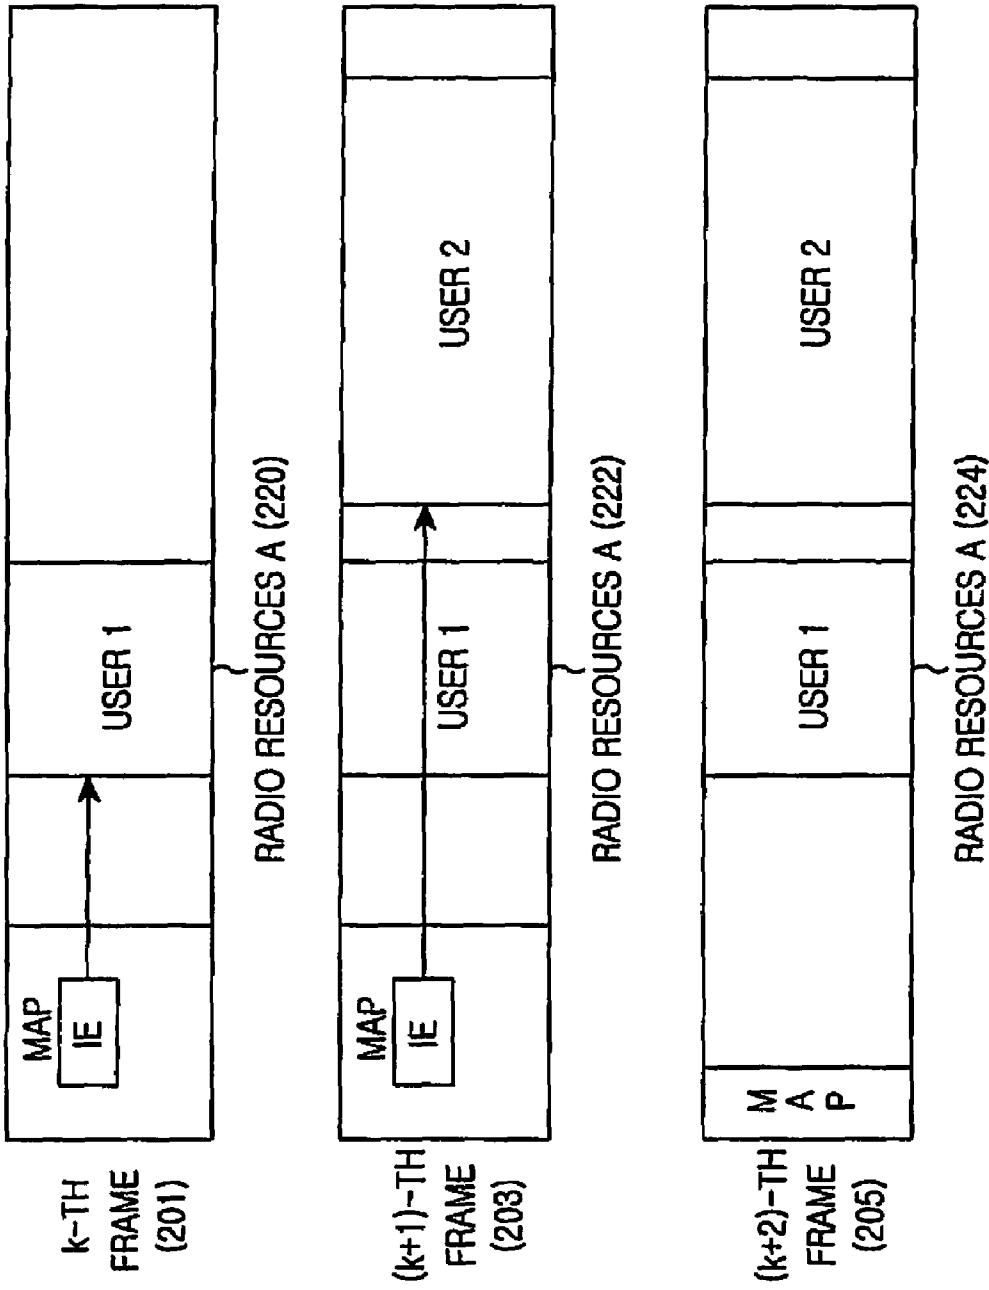 k-TH
FRAME
(201)
MAP
IE
USER 1
RADIO RESOURCES A (220)
(k+1)-TH
FRAME
(203)
MAP
IE
USER 1
USER 2
RADIO RESOURCES A (222)
(k+2)-TH
FRAME
(205)
M
A
P
USER 1
USER 2
RADIO RESOURCES A (224)